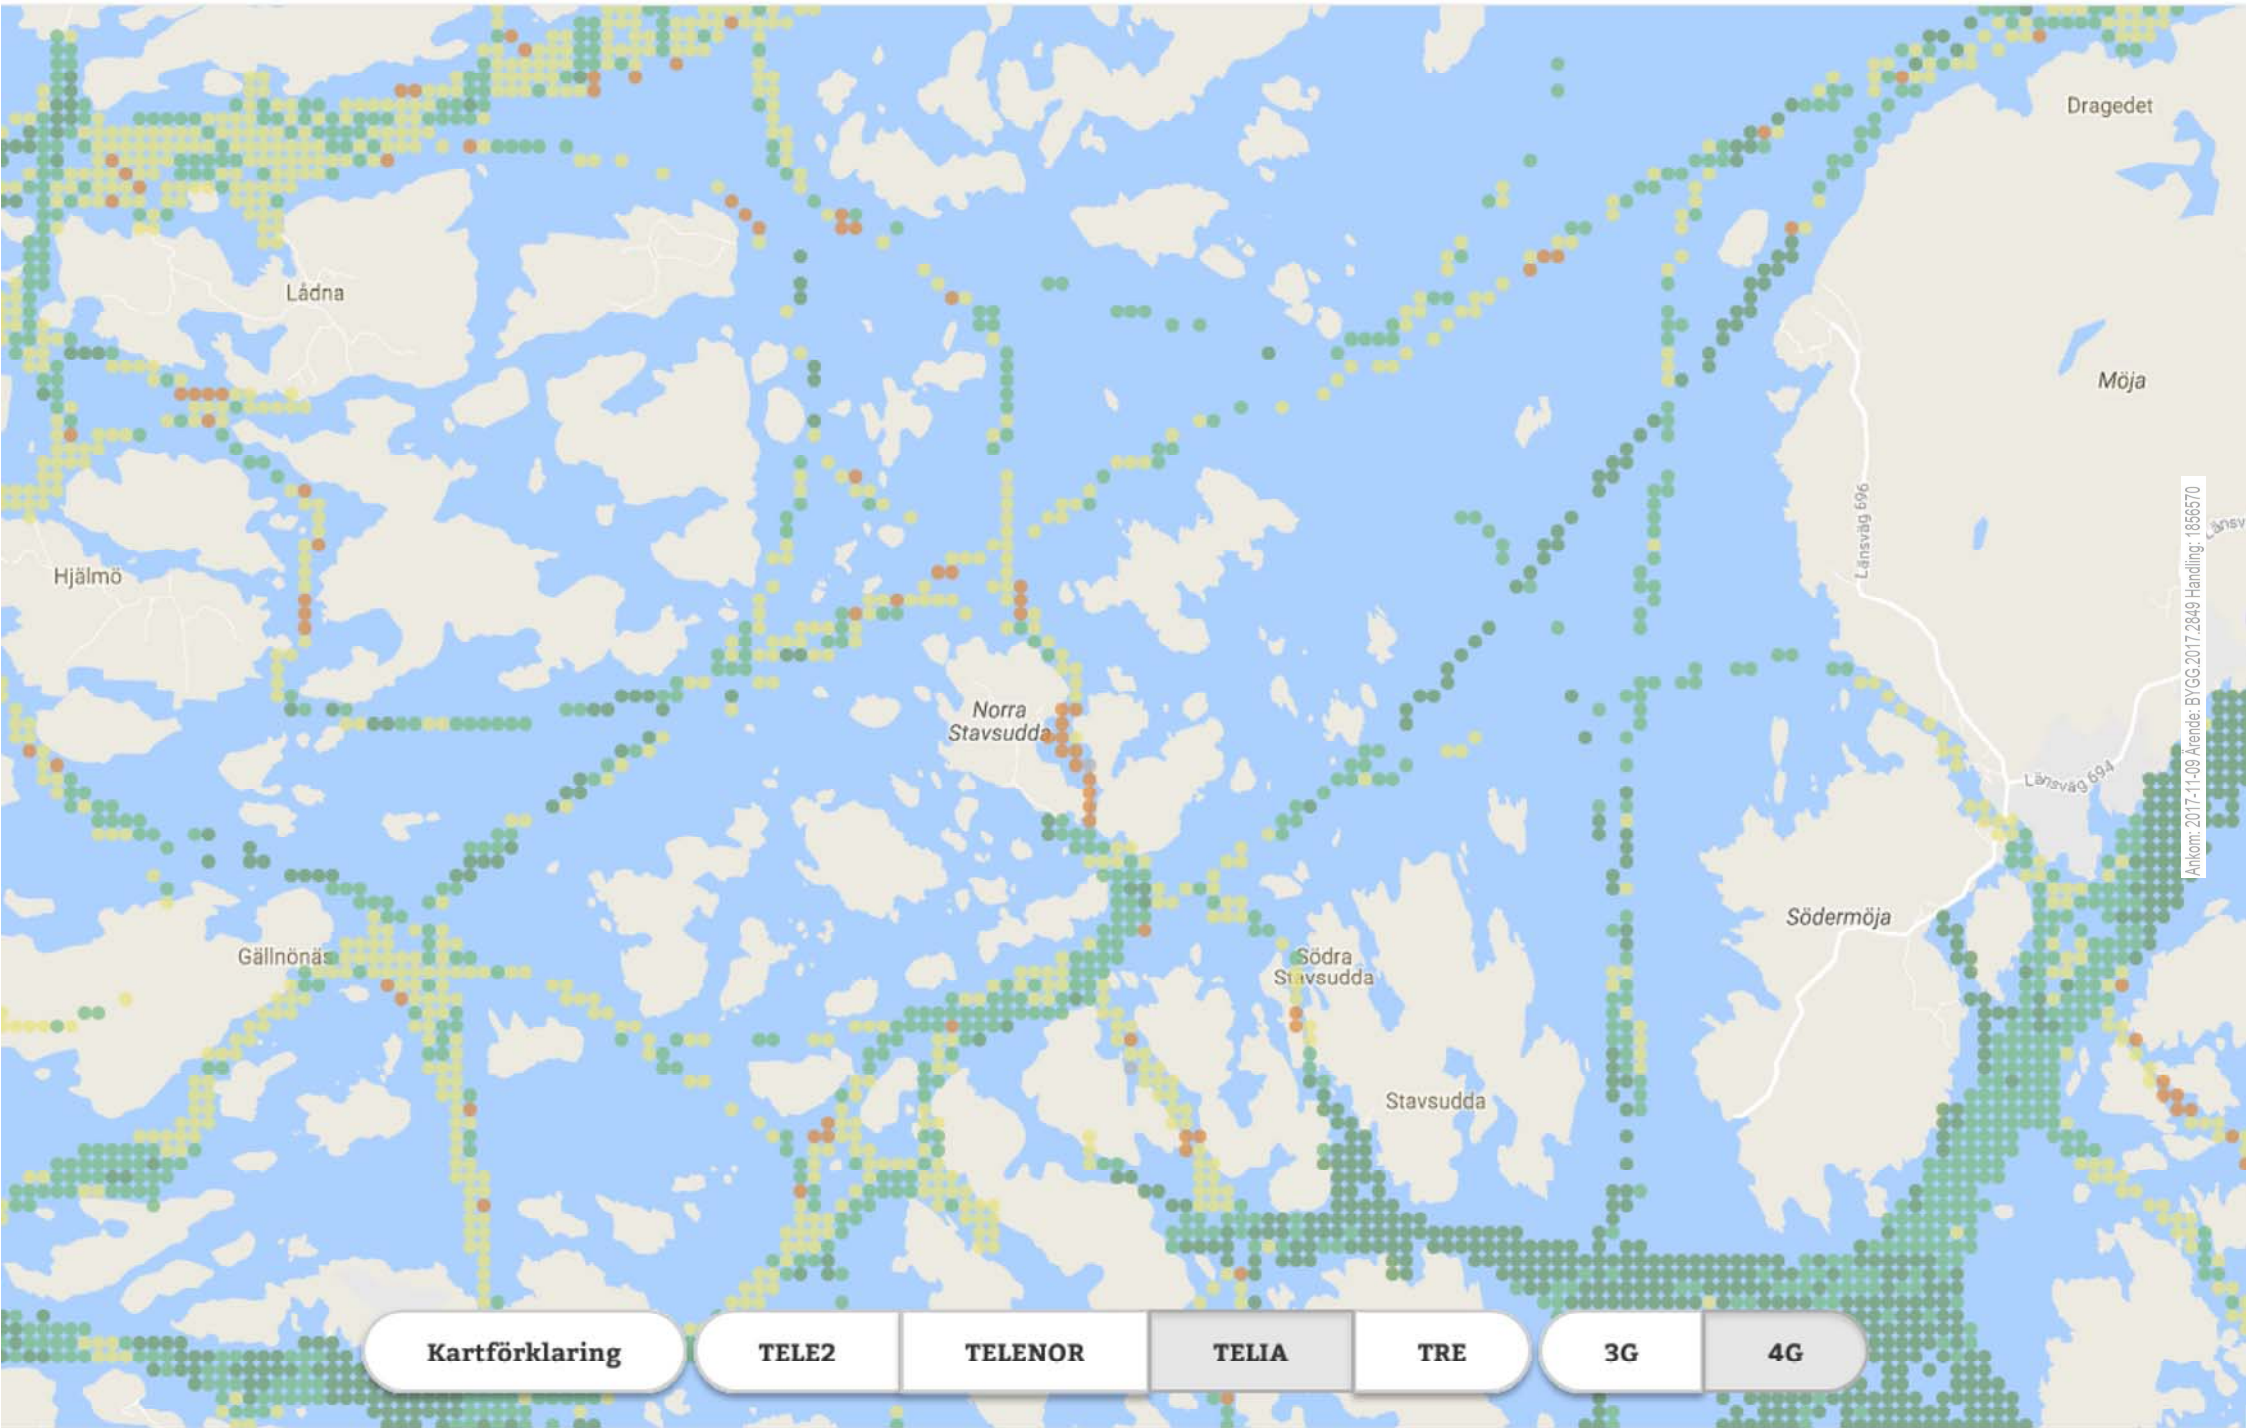 Dragedet
Lådna
Möja
Länsväg 696
Länsv
Ankom: 2017-11-09 Ärende: BYGG.2017.2849 Handling: 1856570
Hjälmö
Norra
Stavsudda
Länsväg 694
Södermöja
Gällnönäs
Södra
Stavsudda
Stavsudda
Kartförklaring
TELE2
TELENOR
TELIA
TRE
3G
4G